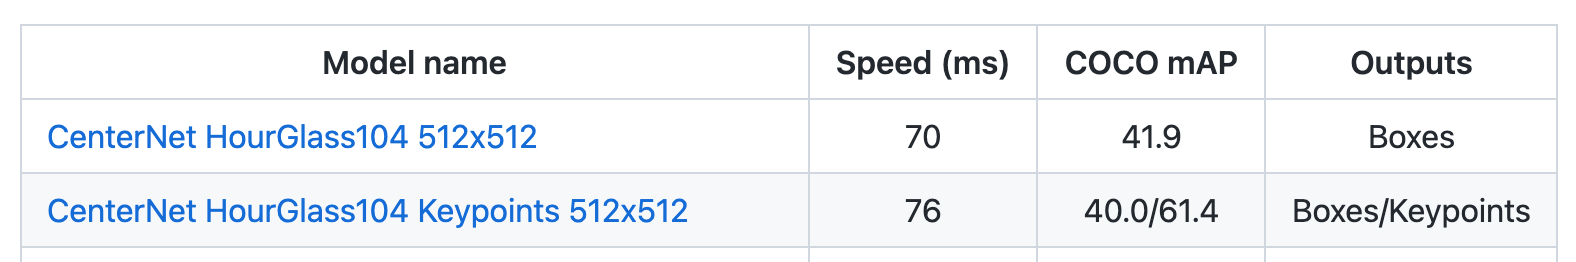 Model name Speed (ms) COCO mAP Outputs
CenterNet HourGlass104 512x512 70 41.9 Boxes
CenterNet HourGlass104 Keypoints 512x512 76 40.0/61.4 Boxes/Keypoints